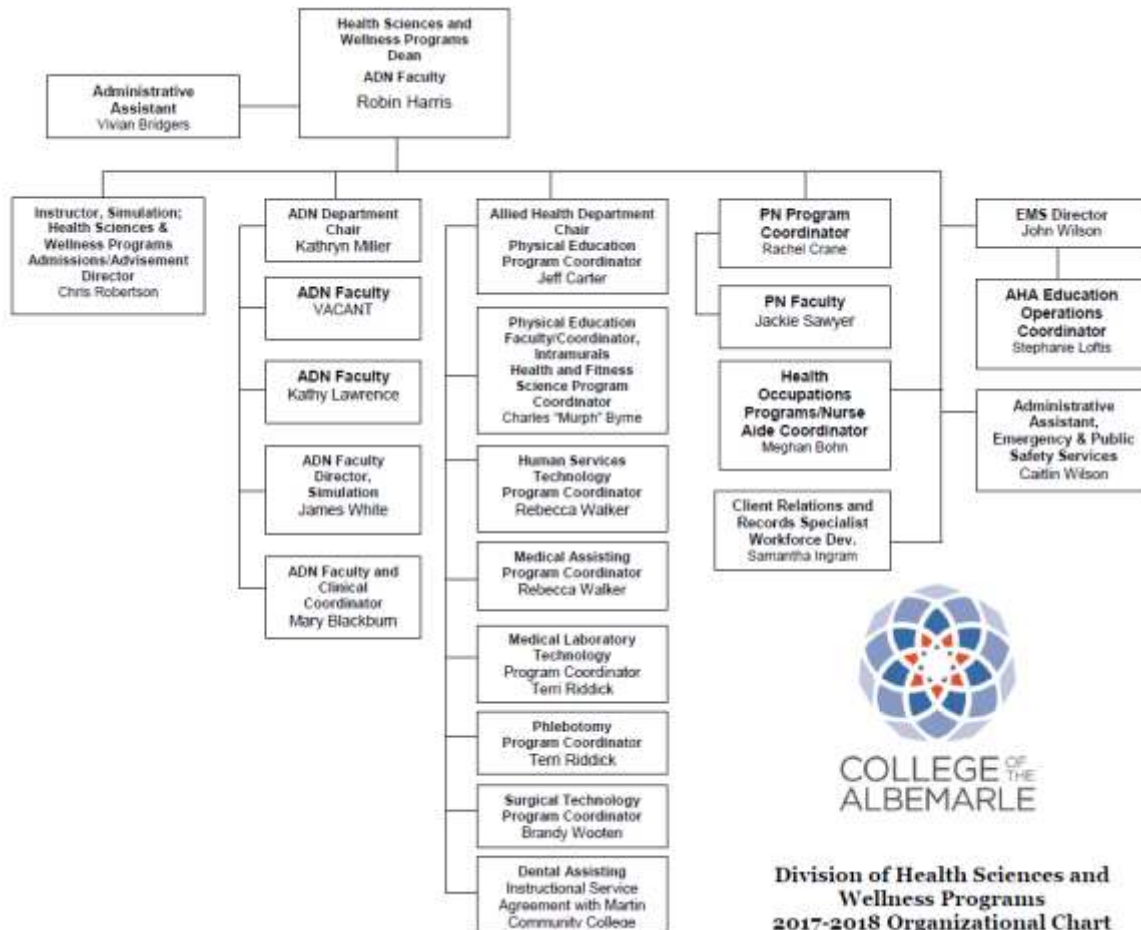 Health Sciences and
Wellness Programs
Dean
ADN Faculty
Robin Harris
Administrative
Assistant
Vivian Bridgers
Instructor, Simulation;
Health Sciences &
Wellness Programs
Admissions/Advisement
Director
Chris Robertson
ADN Department
Chair
Kathryn Miller
ADN Faculty
VACANT
ADN Faculty
Kathy Lawrence
ADN Faculty
Director,
Simulation
James White
ADN Faculty and
Clinical
Coordinator
Mary Blackburn
Allied Health Department
Chair
Physical Education
Program Coordinator
Jeff Carter
Physical Education
Faculty/Coordinator,
Intramurals
Health and Fitness
Science Program
Coordinator
Charles "Murph" Byrne
Human Services
Technology
Program Coordinator
Rebecca Walker
Medical Assisting
Program Coordinator
Rebecca Walker
Medical Laboratory
Technology
Program Coordinator
Terri Riddick
Phlebotomy
Program Coordinator
Terri Riddick
Surgical Technology
Program Coordinator
Brandy Wooten
Dental Assisting
Instructional Service
Agreement with Martin
Community College
PN Program
Coordinator
Rachel Crane
PN Faculty
Jackie Sawyer
Health
Occupations
Programs/Nurse
Aide Coordinator
Meghan Bohn
Client Relations and
Records Specialist
Workforce Dev.
Samantha Ingram
EMS Director
John Wilson
AHA Education
Operations
Coordinator
Stephanie Loftis
Administrative
Assistant,
Emergency & Public
Safety Services
Caitlin Wilson
COLLEGE OF THE
ALBEMARLE
Division of Health Sciences and
Wellness Programs
2017-2018 Organizational Chart